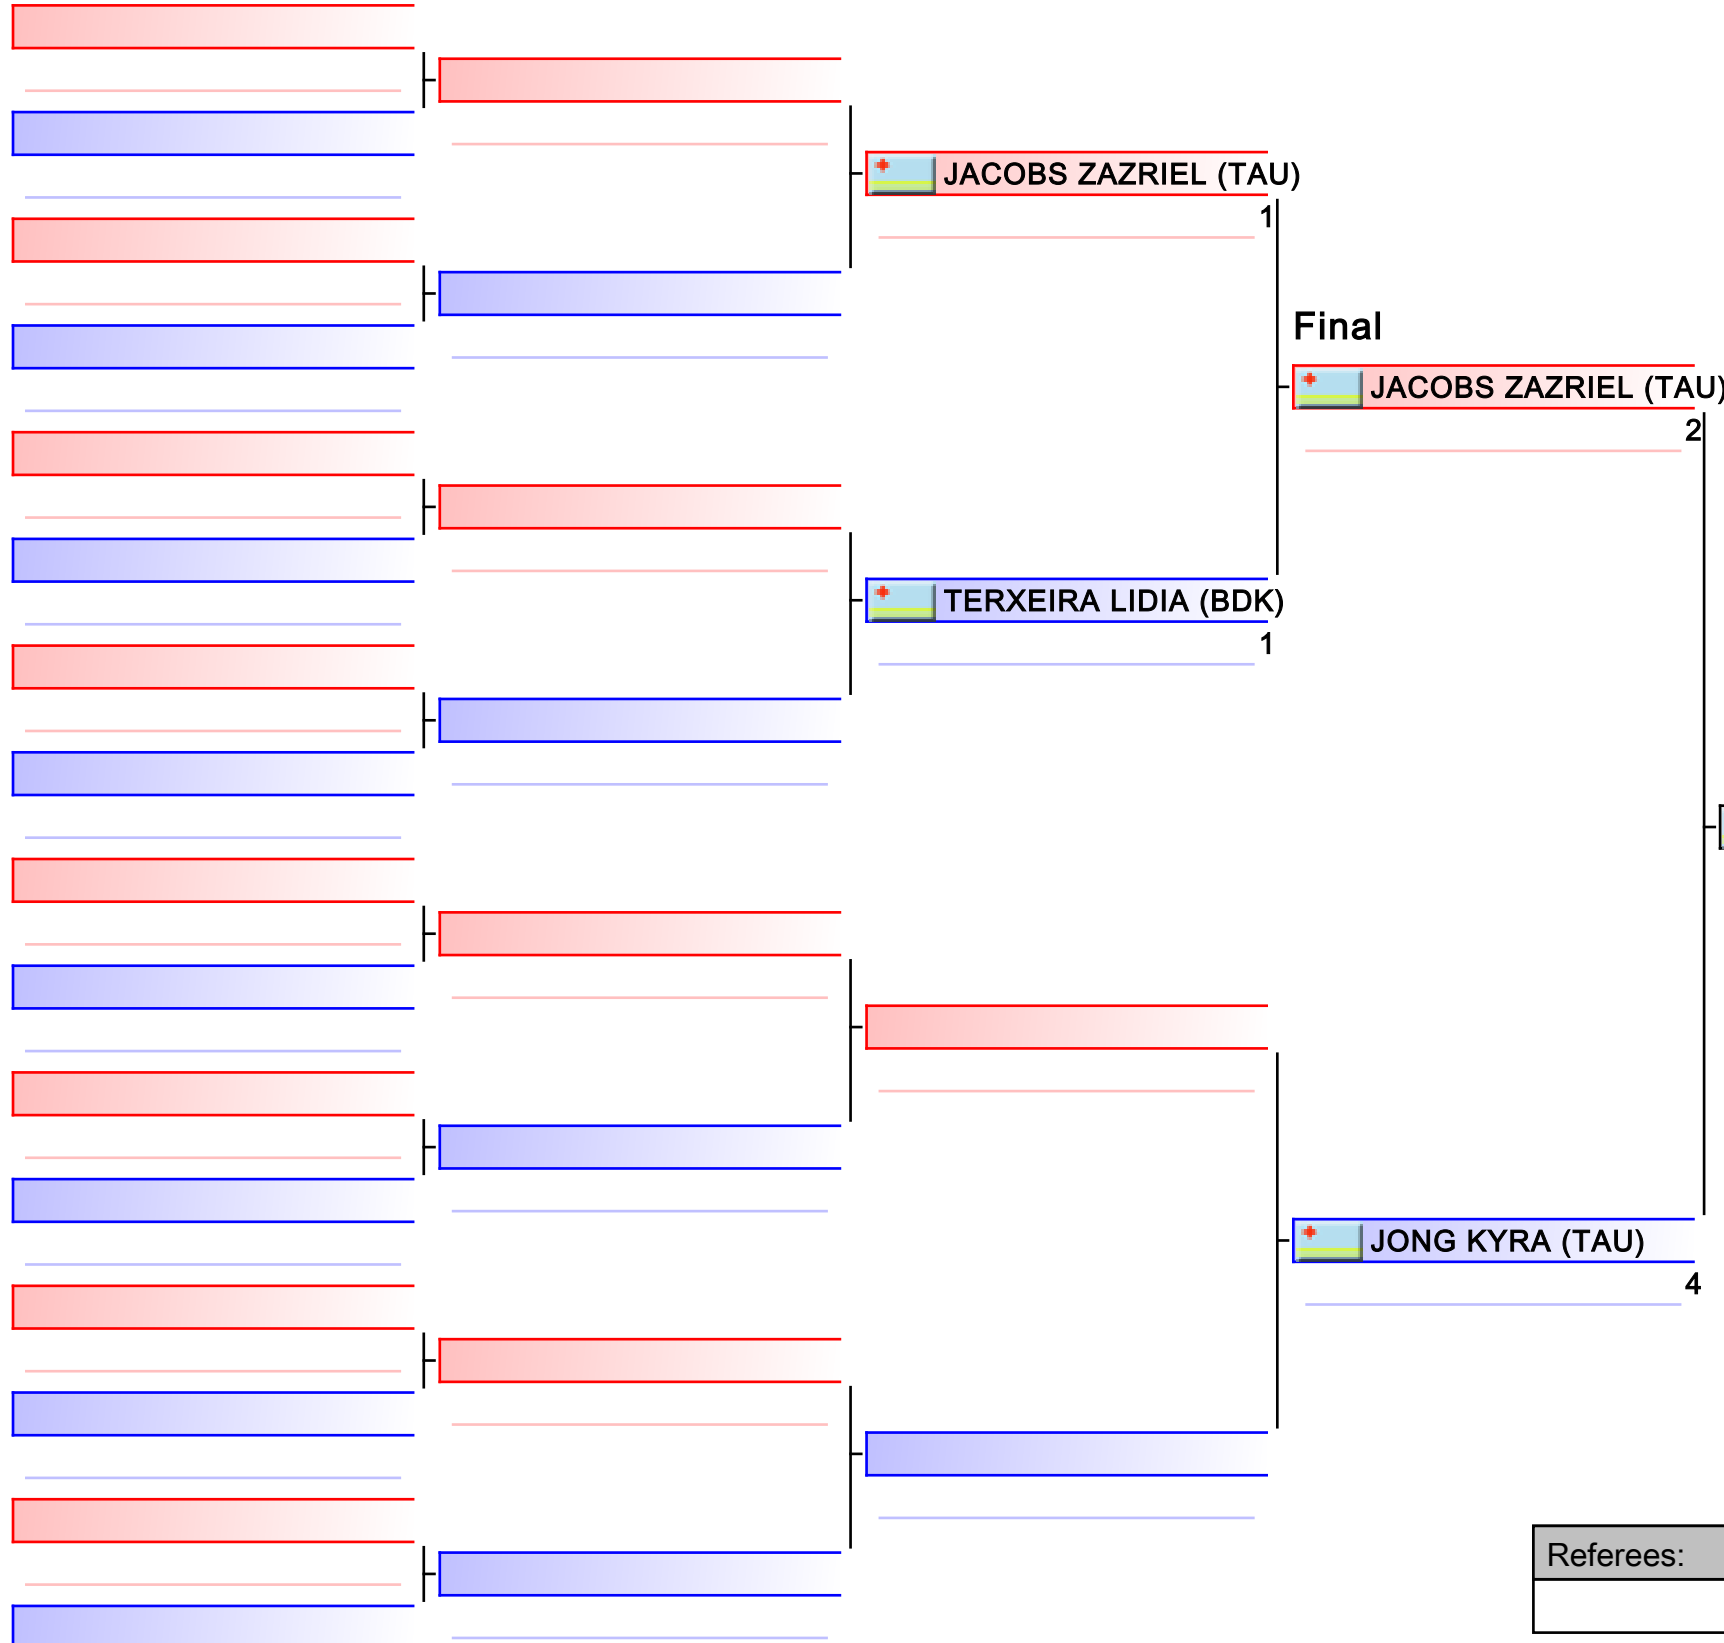 JACOBS ZAZRIEL (TAU)
1
Final
JACOBS ZAZRIEL (TAU)
2
TERXEIRA LIDIA (BDK)
1
JONG KYRA (TAU)
4
Referees: